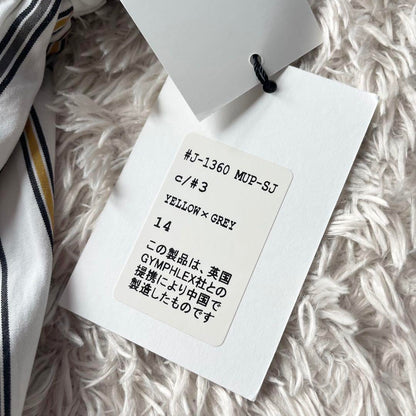 #J-1360 MUP-SJ
c/#3
YELLOW×GREY
14
この製品は、英国
GYMPHLEX社との
提携により中国で
製造したものです